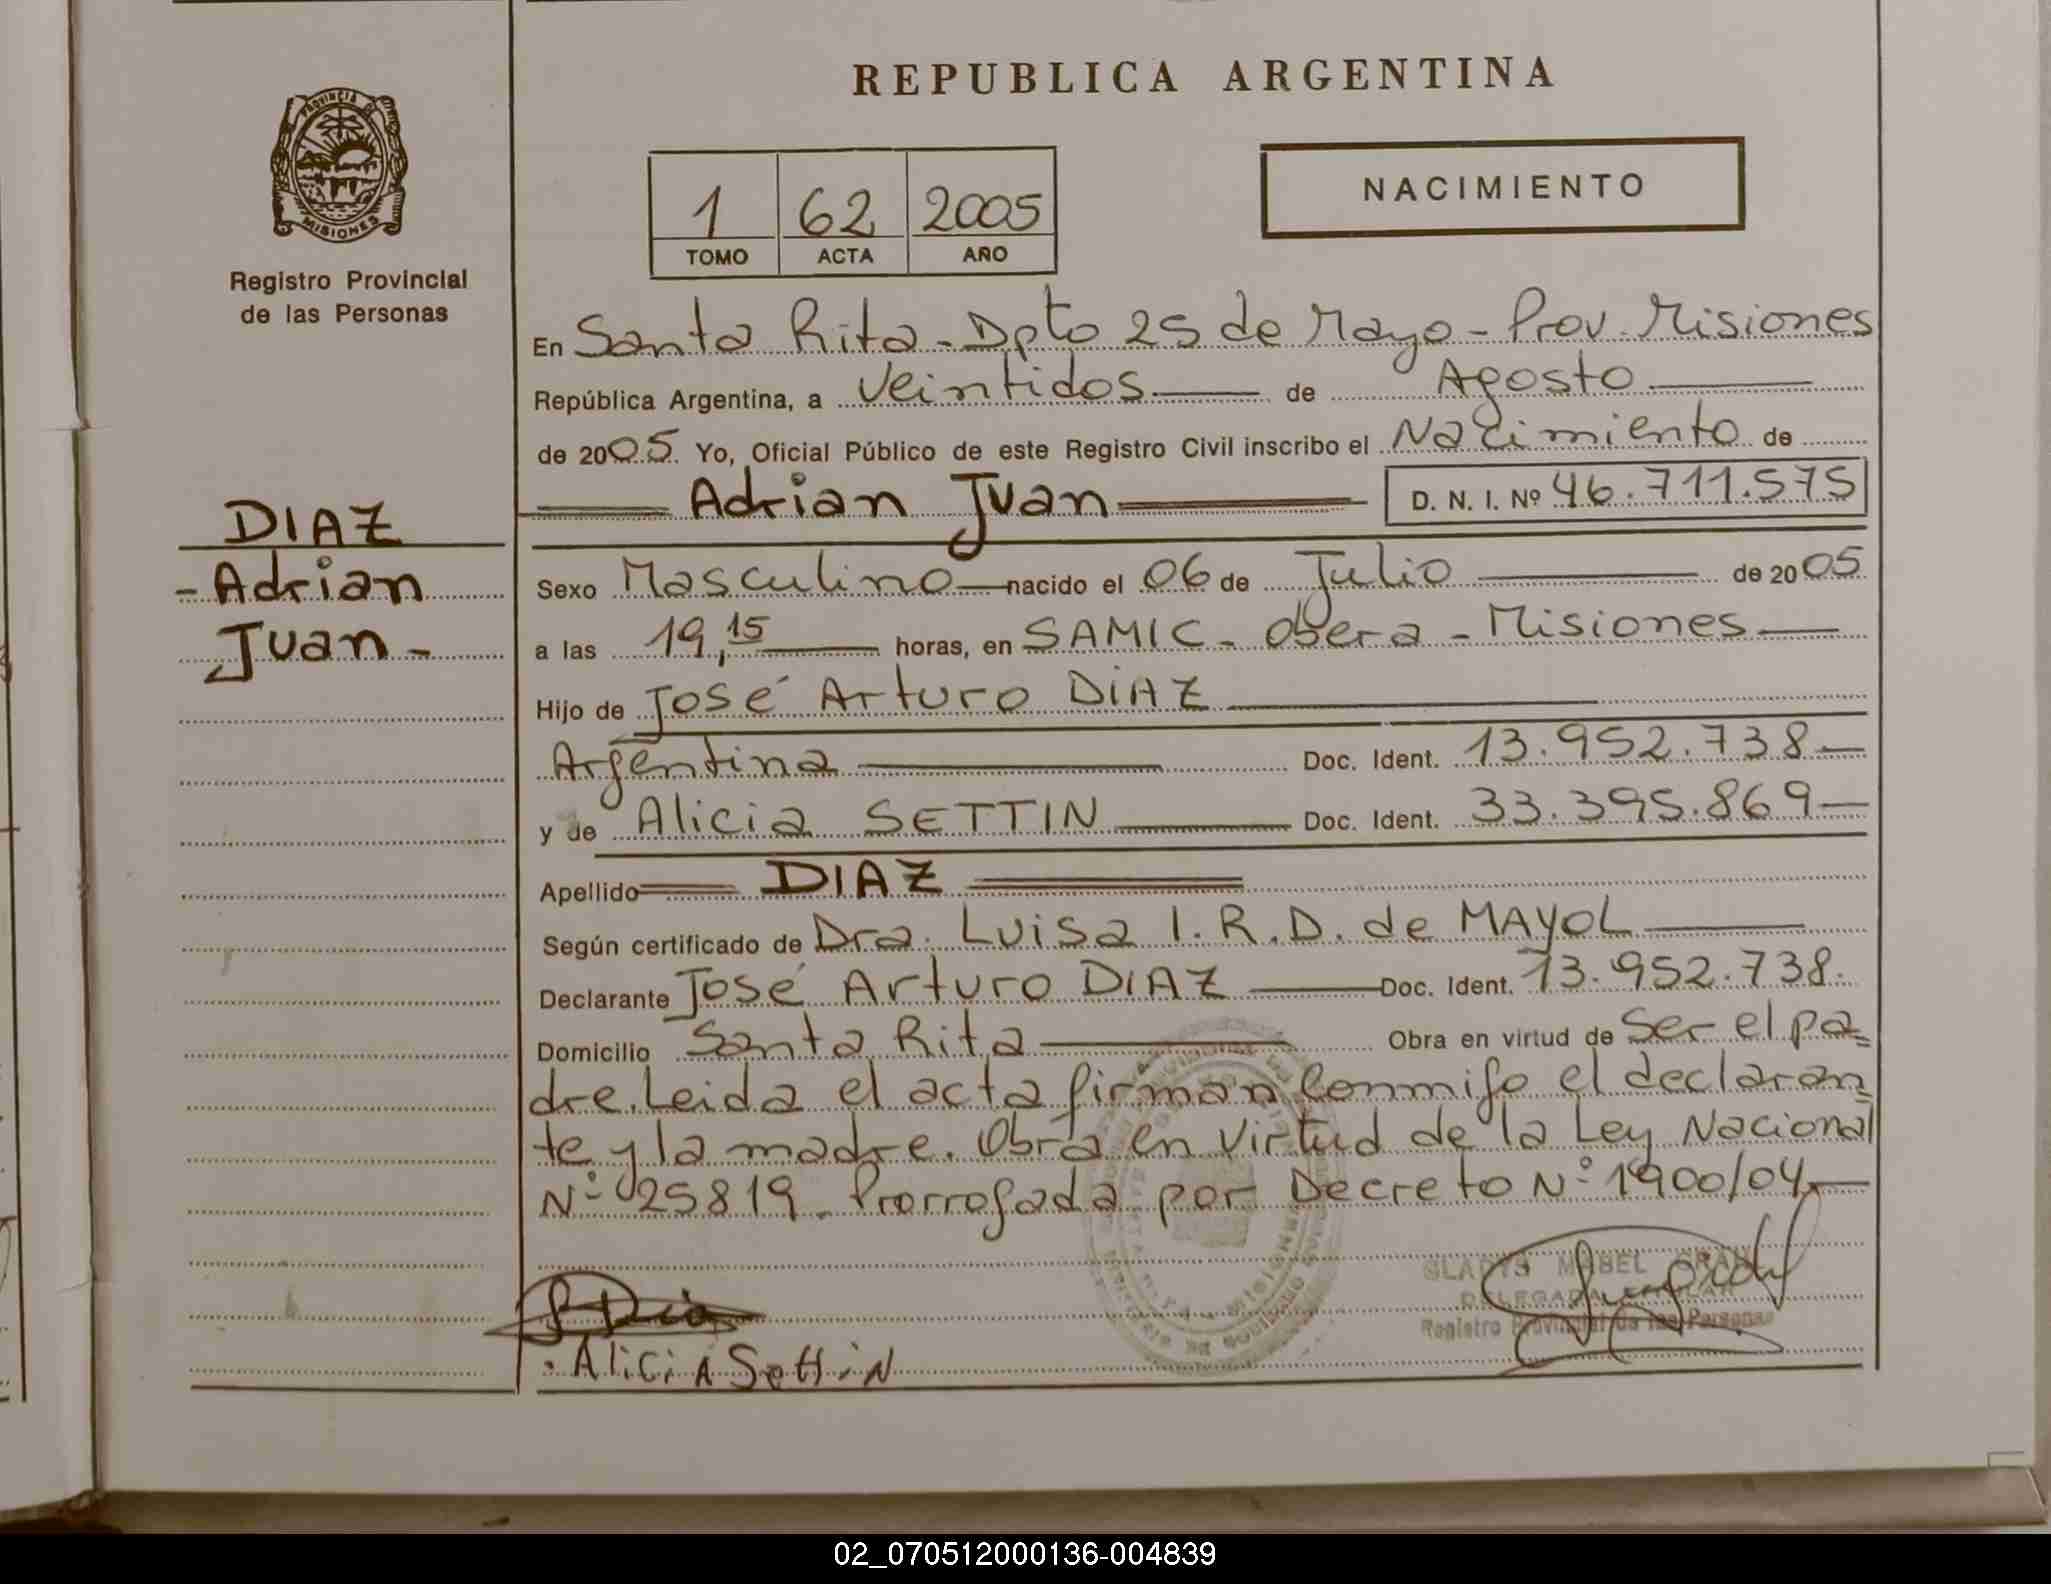 REPUBLICA ARGENTINA
PROVINCIA DE
MISIONES
Registro Provincial
de las Personas
1 62 2005
TOMO ACTA AÑO
NACIMIENTO
En Santa Rita - Dpto 25 de Mayo - Prov. Misiones
República Argentina, a Veintidos de Agosto
de 2005 Yo, Oficial Público de este Registro Civil inscribo el Nacimiento de
Adrian Juan D. N. I. Nº 46.711.575
DIAZ
- Adrian
Juan -
Sexo Masculino nacido el 06 de Julio de 2005
a las 19,15 horas, en SAMIC - Obera - Misiones
Hijo de José Arturo DIAZ
Argentina Doc. Ident. 13.952.738
y de Alicia SETTIN Doc. Ident. 33.395.869
Apellido DIAZ
Según certificado de Dra. Luisa I. R. D. de MAYOL
Declarante José Arturo DIAZ Doc. Ident. 13.952.738.
Domicilio Santa Rita Obra en virtud de Ser el pa=
dre. Leida el acta firman Conmigo el declaran=
te y la madre. Obra en Virtud de la Ley Nacional
Nº 25819. Prorrogada por Decreto Nº 1900/04
GLADYS MABEL
DELEGADA
Registro Provincial de las Personas
Alicia Settin
02_070512000136-004839